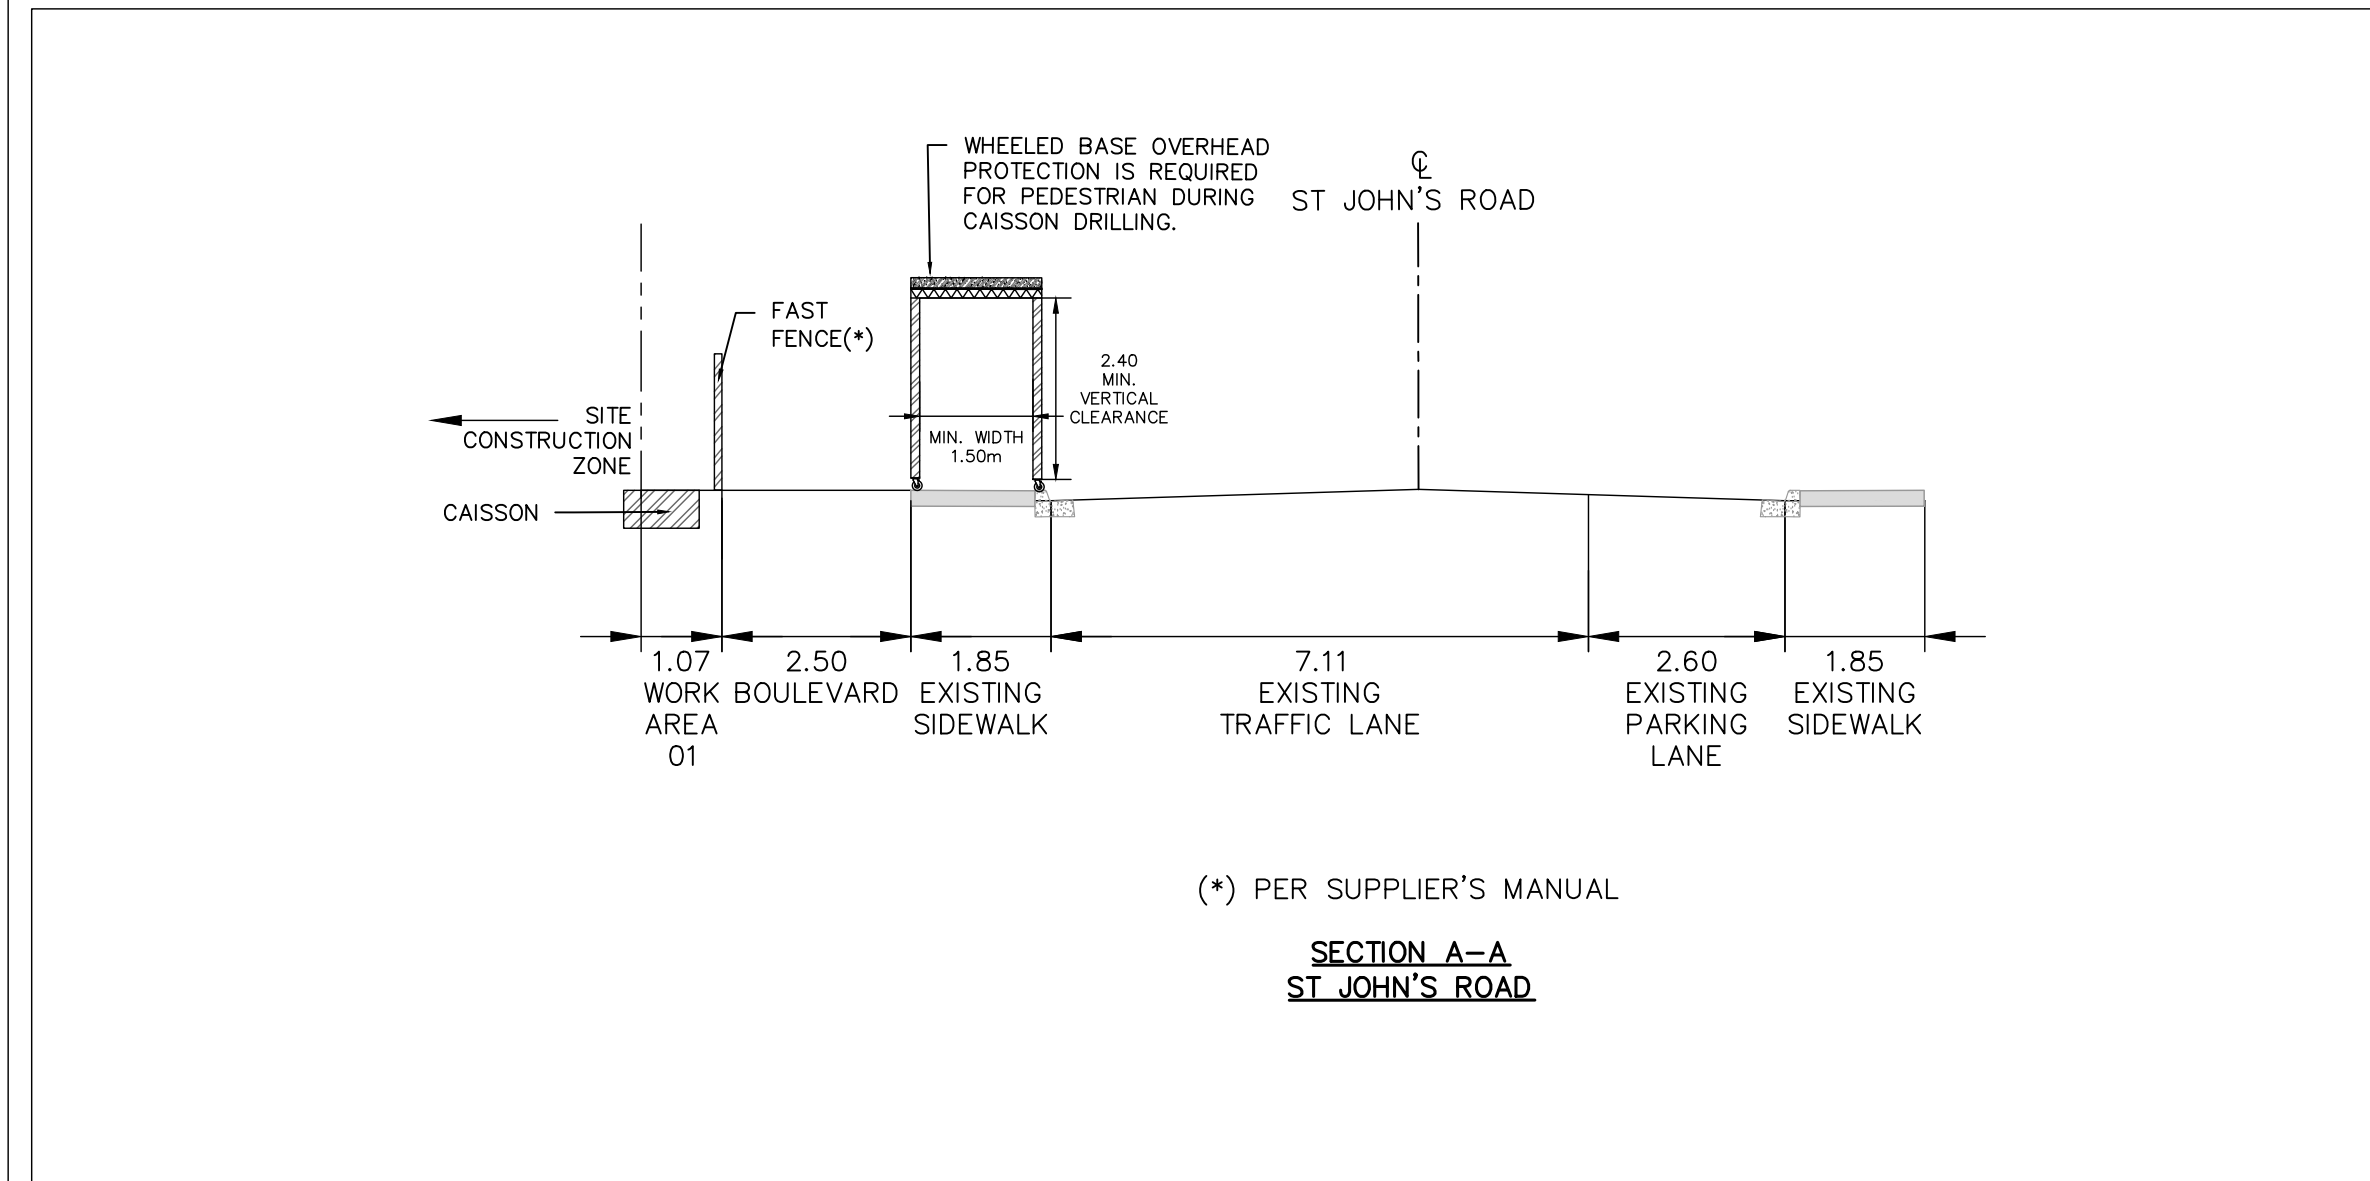 WHEELED BASE OVERHEAD
PROTECTION IS REQUIRED
FOR PEDESTRIAN DURING
CAISSON DRILLING.
℄
ST JOHN'S ROAD
FAST
FENCE(*)
2.40
MIN.
VERTICAL
CLEARANCE
SITE
CONSTRUCTION
ZONE
MIN. WIDTH
1.50m
CAISSON
1.07
WORK
AREA
01
2.50
BOULEVARD
1.85
EXISTING
SIDEWALK
7.11
EXISTING
TRAFFIC LANE
2.60
EXISTING
PARKING
LANE
1.85
EXISTING
SIDEWALK
(*) PER SUPPLIER'S MANUAL
SECTION A-A
ST JOHN'S ROAD